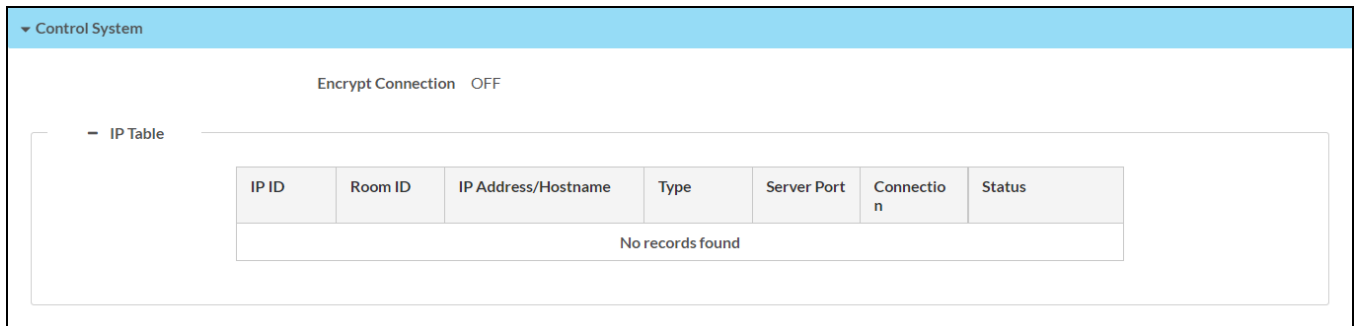 Control System
Encrypt Connection OFF
IP Table
IP ID Room ID IP Address/Hostname Type Server Port Connectio Status
n
No records found